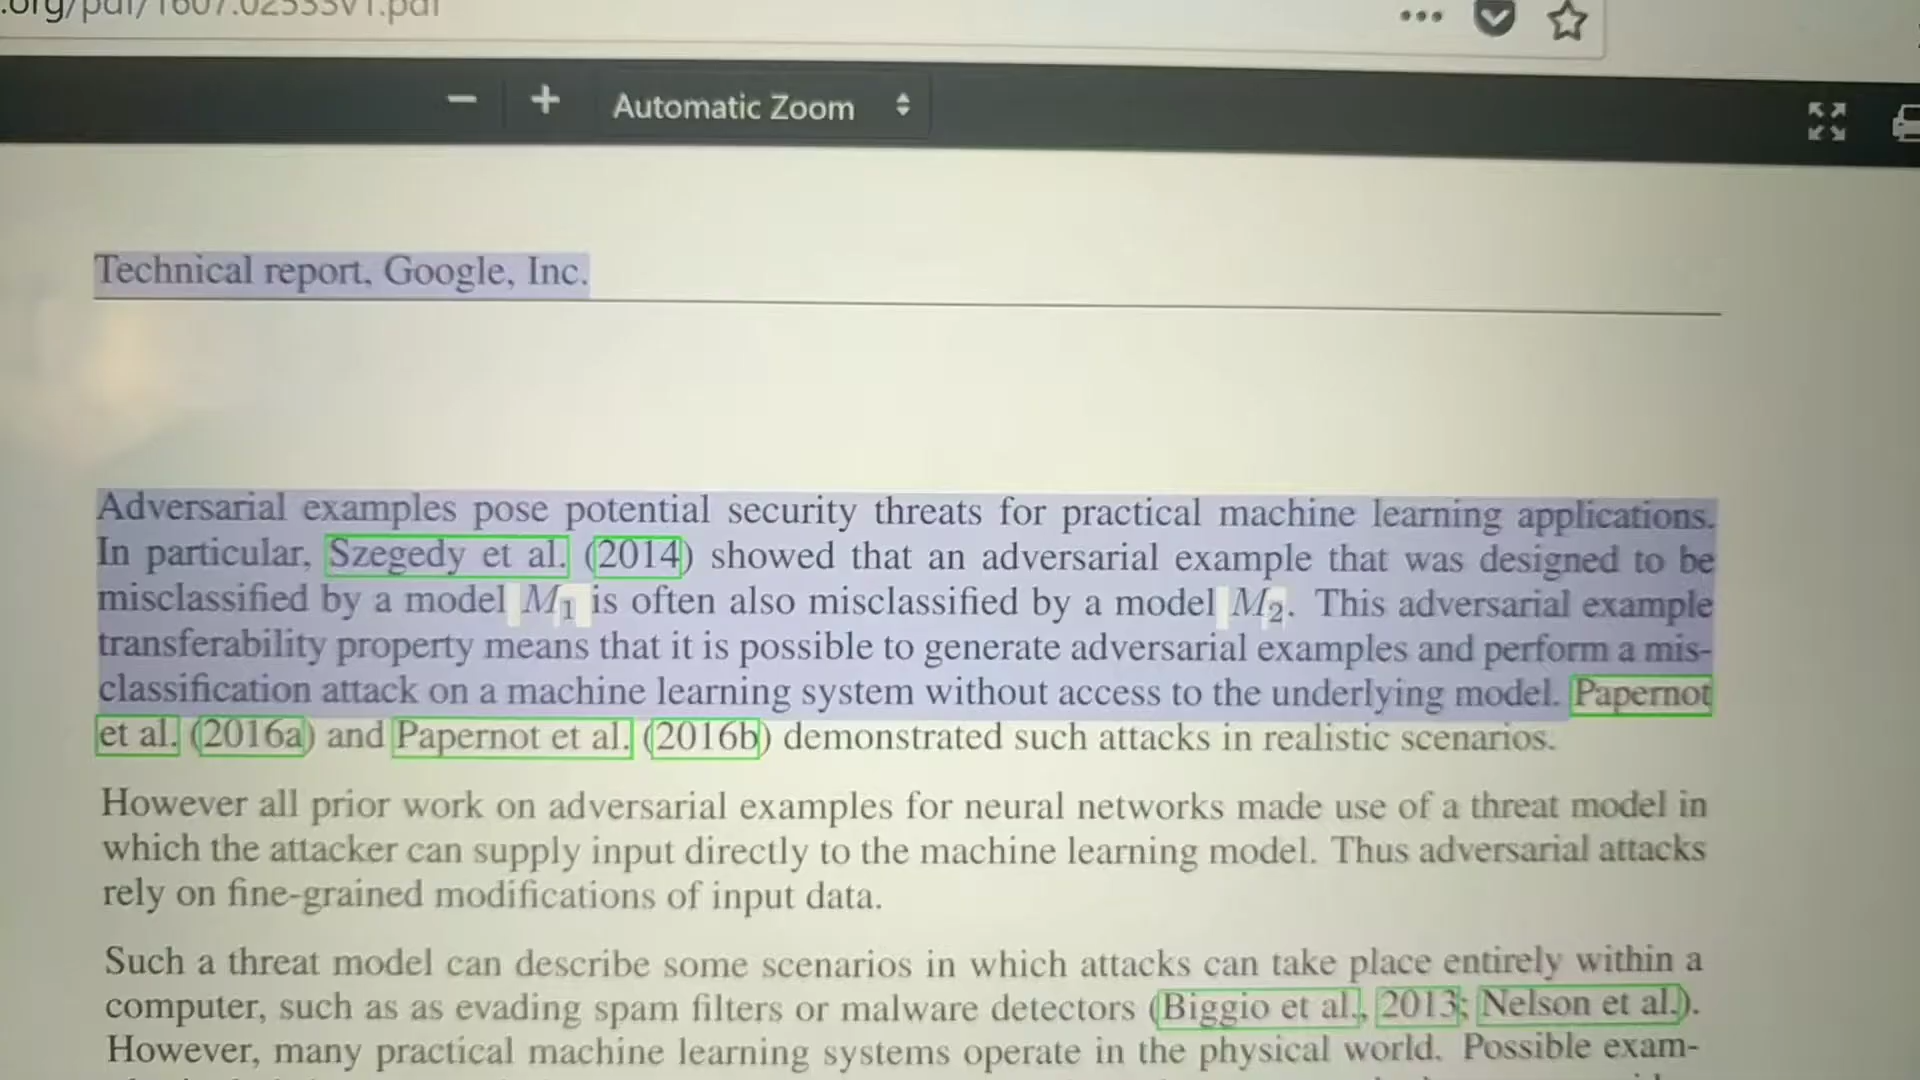 .org/pdf/1607.02533v1.pdf
Automatic Zoom
Technical report, Google, Inc.
Adversarial examples pose potential security threats for practical machine learning applications.
In particular, Szegedy et al. (2014) showed that an adversarial example that was designed to be
misclassified by a model M1 is often also misclassified by a model M2. This adversarial example
transferability property means that it is possible to generate adversarial examples and perform a mis-
classification attack on a machine learning system without access to the underlying model. Papernot
et al. (2016a) and Papernot et al. (2016b) demonstrated such attacks in realistic scenarios.
However all prior work on adversarial examples for neural networks made use of a threat model in
which the attacker can supply input directly to the machine learning model. Thus adversarial attacks
rely on fine-grained modifications of input data.
Such a threat model can describe some scenarios in which attacks can take place entirely within a
computer, such as as evading spam filters or malware detectors (Biggio et al., 2013; Nelson et al.).
However, many practical machine learning systems operate in the physical world. Possible exam-